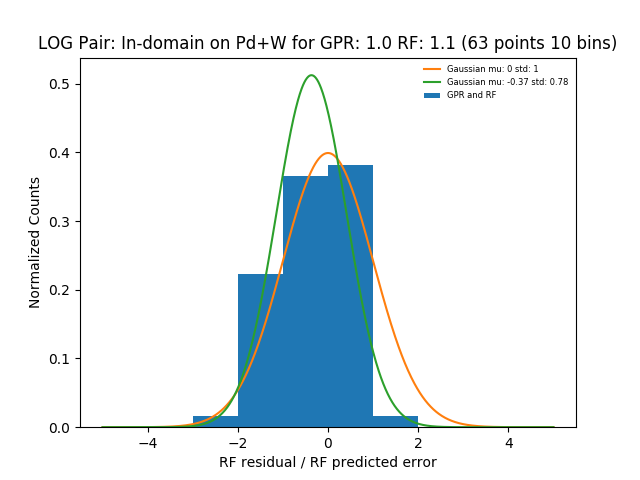 LOG Pair: In-domain on Pd+W for GPR: 1.0 RF: 1.1 (63 points 10 bins)
Gaussian mu: 0 std: 1
Gaussian mu: -0.37 std: 0.78
GPR and RF
Normalized Counts
0.5
0.4
0.3
0.2
0.1
0.0
−4 −2 0 2 4
RF residual / RF predicted error